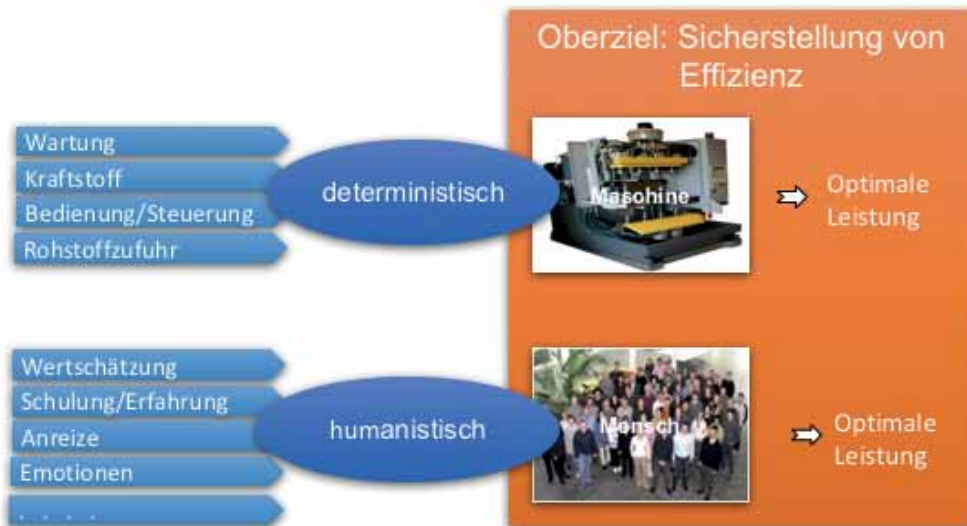 Oberziel: Sicherstellung von
Effizienz
Wartung
Kraftstoff
Bedienung/Steuerung
Rohstoffzufuhr
deterministisch
Maschine
Optimale
Leistung
Wertschätzung
Schulung/Erfahrung
Anreize
Emotionen
. . . .
humanistisch
Mensch
Optimale
Leistung